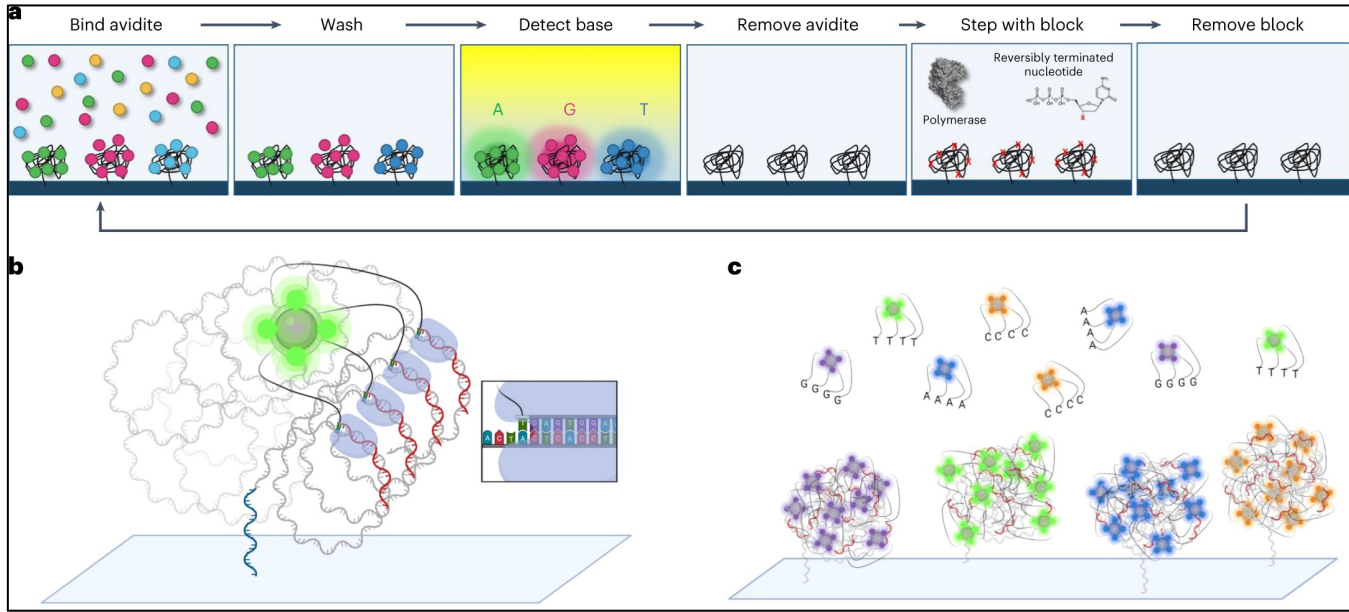 a
Bind avidite
Wash
Detect base
Remove avidite
Step with block
Remove block
A
G
T
Reversibly terminated
nucleotide
Polymerase
b
c
T T T T
C C C C
A
A
A
A
G G G G
A A A A
C C C C
G G G G
T T T T